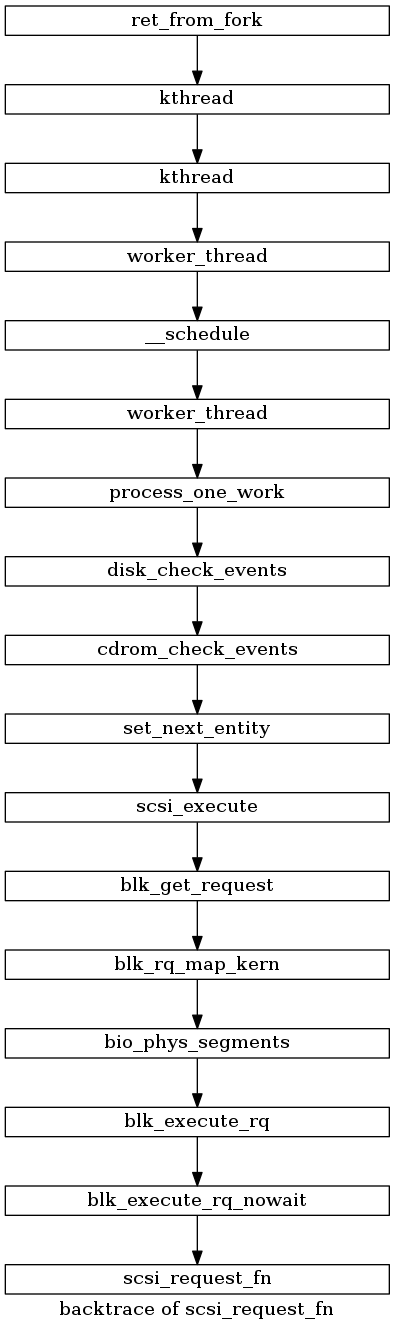 ret_from_fork
kthread
kthread
worker_thread
__schedule
worker_thread
process_one_work
disk_check_events
cdrom_check_events
set_next_entity
scsi_execute
blk_get_request
blk_rq_map_kern
bio_phys_segments
blk_execute_rq
blk_execute_rq_nowait
scsi_request_fn
backtrace of scsi_request_fn